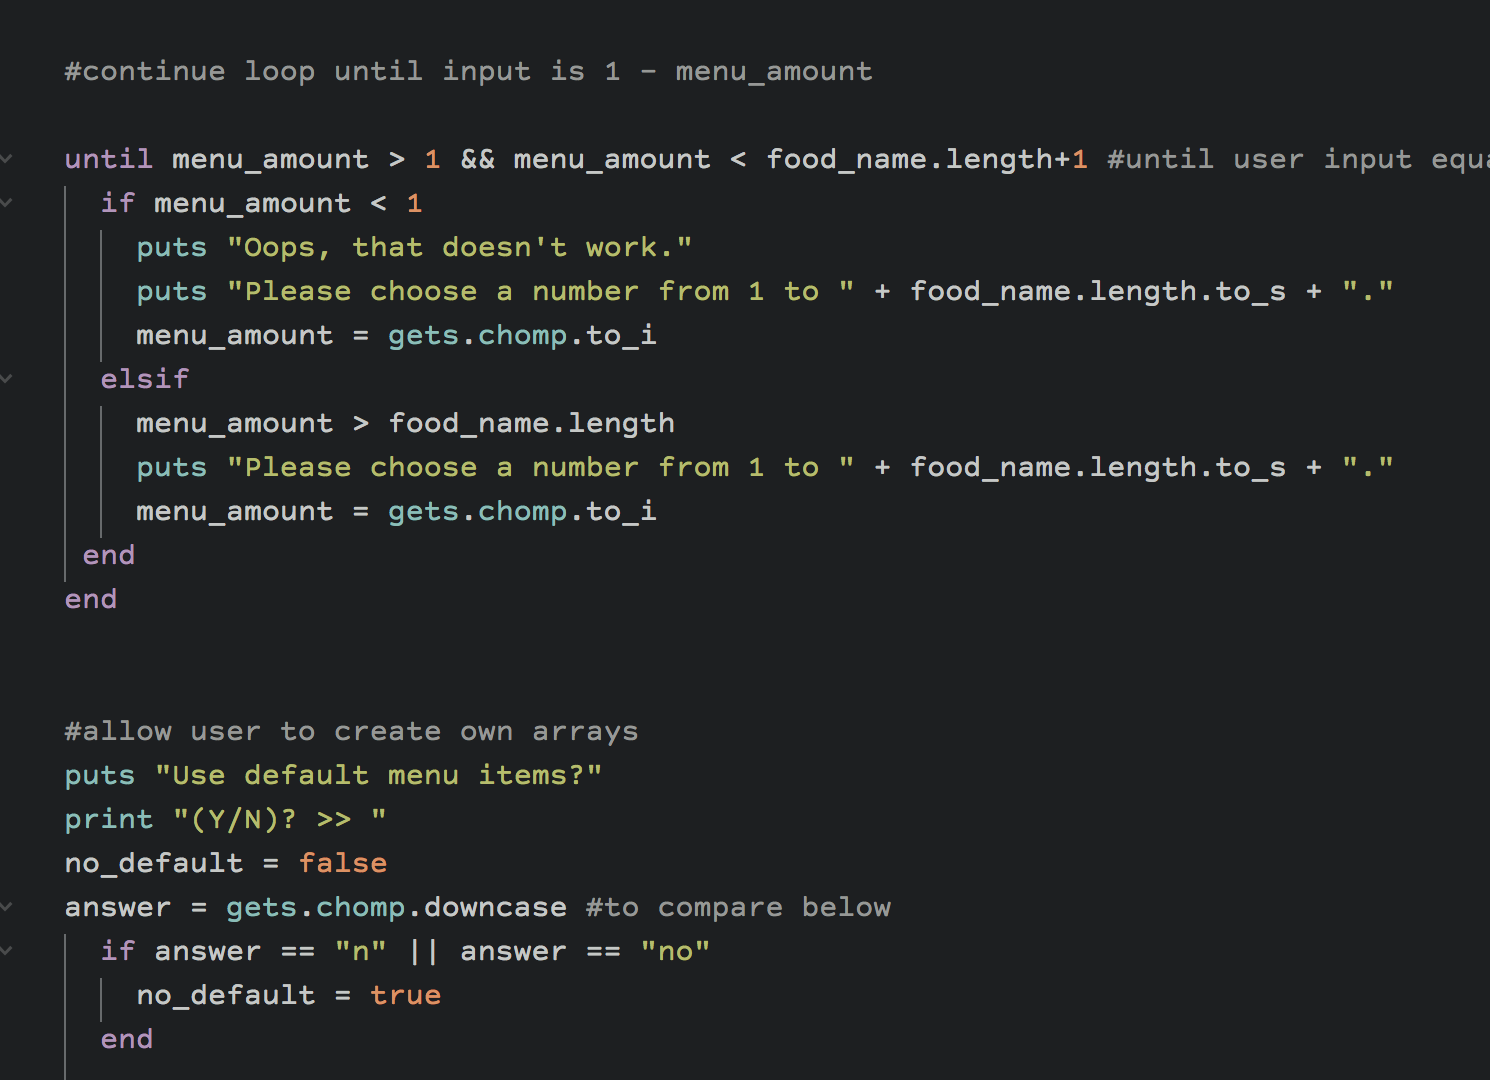 #continue loop until input is 1 - menu_amount
until menu_amount > 1 && menu_amount < food_name.length+1 #until user input
if menu_amount < 1
puts "Oops, that doesn't work."
puts "Please choose a number from 1 to " + food_name.length.to_s + "."
menu_amount = gets.chomp.to_i
elsif
menu_amount > food_name.length
puts "Please choose a number from 1 to " + food_name.length.to_s + "."
menu_amount = gets.chomp.to_i
end
end
#allow user to create own arrays
puts "Use default menu items?"
print "(Y/N)? >> "
no_default = false
answer = gets.chomp.downcase #to compare below
if answer == "n" || answer == "no"
no_default = true
end